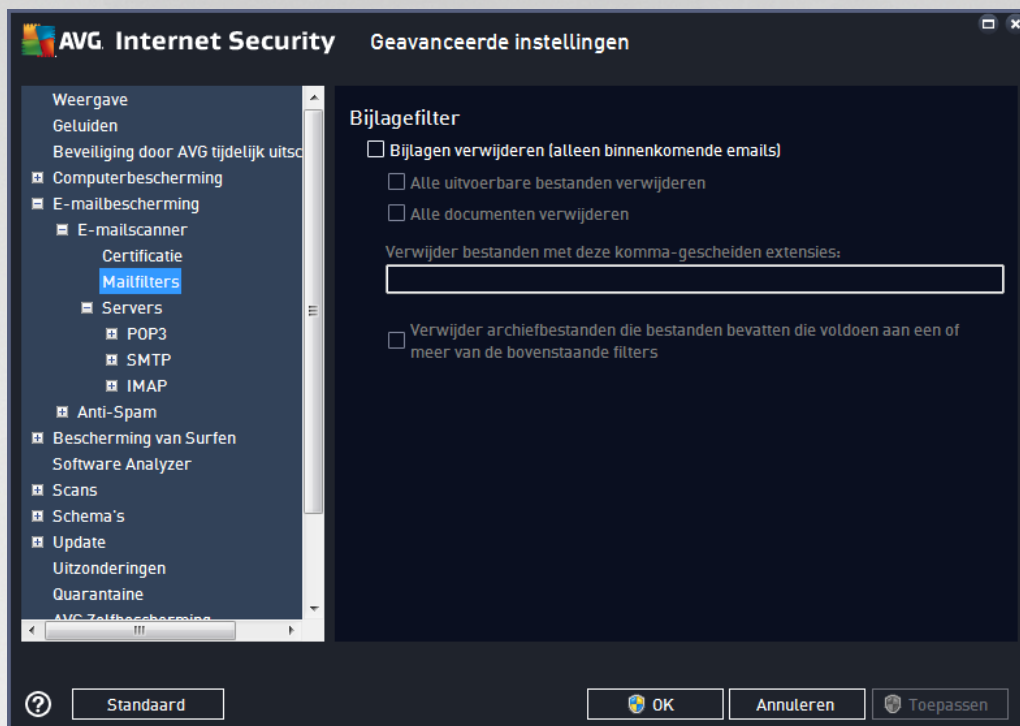 AVG. Internet Security Geavanceerde instellingen
Weergave
Geluiden
Beveiliging door AVG tijdelijk uitsc
Computerbescherming
E-mailbescherming
E-mailscanner
Certificatie
Mailfilters
Servers
POP3
SMTP
IMAP
Anti-Spam
Bescherming van Surfen
Software Analyzer
Scans
Schema's
Update
Uitzonderingen
Quarantaine
AVG Zelfbescherming
Bijlagefilter
Bijlagen verwijderen (alleen binnenkomende emails)
Alle uitvoerbare bestanden verwijderen
Alle documenten verwijderen
Verwijder bestanden met deze komma-gescheiden extensies:
Verwijder archiefbestanden die bestanden bevatten die voldoen aan een of
meer van de bovenstaande filters
Standaard
OK
Annuleren
Toepassen